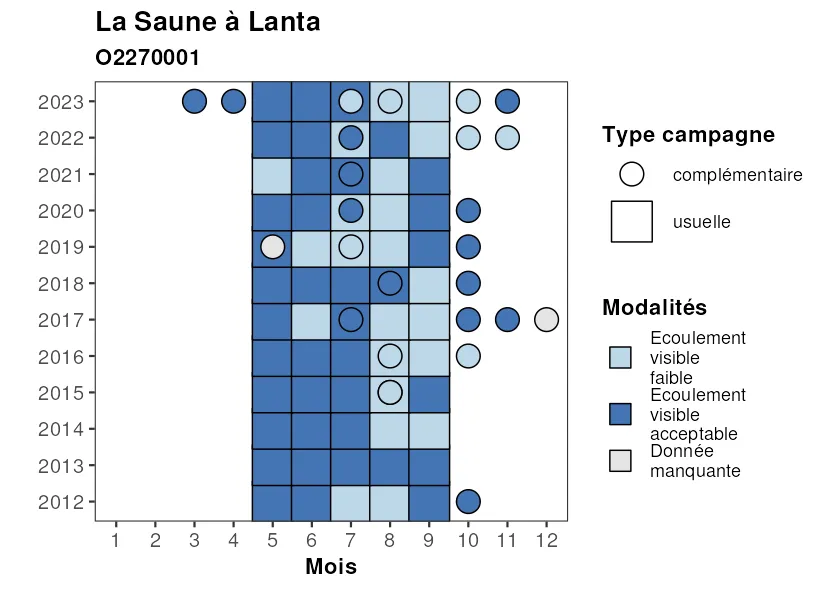 La Saune à Lanta
O2270001
2023
2022
2021
2020
2019
2018
2017
2016
2015
2014
2013
2012
1 2 3 4 5 6 7 8 9 10 11 12
Mois
Type campagne
complémentaire
usuelle
Modalités
Ecoulement
visible
faible
Ecoulement
visible
acceptable
Donnée
manquante